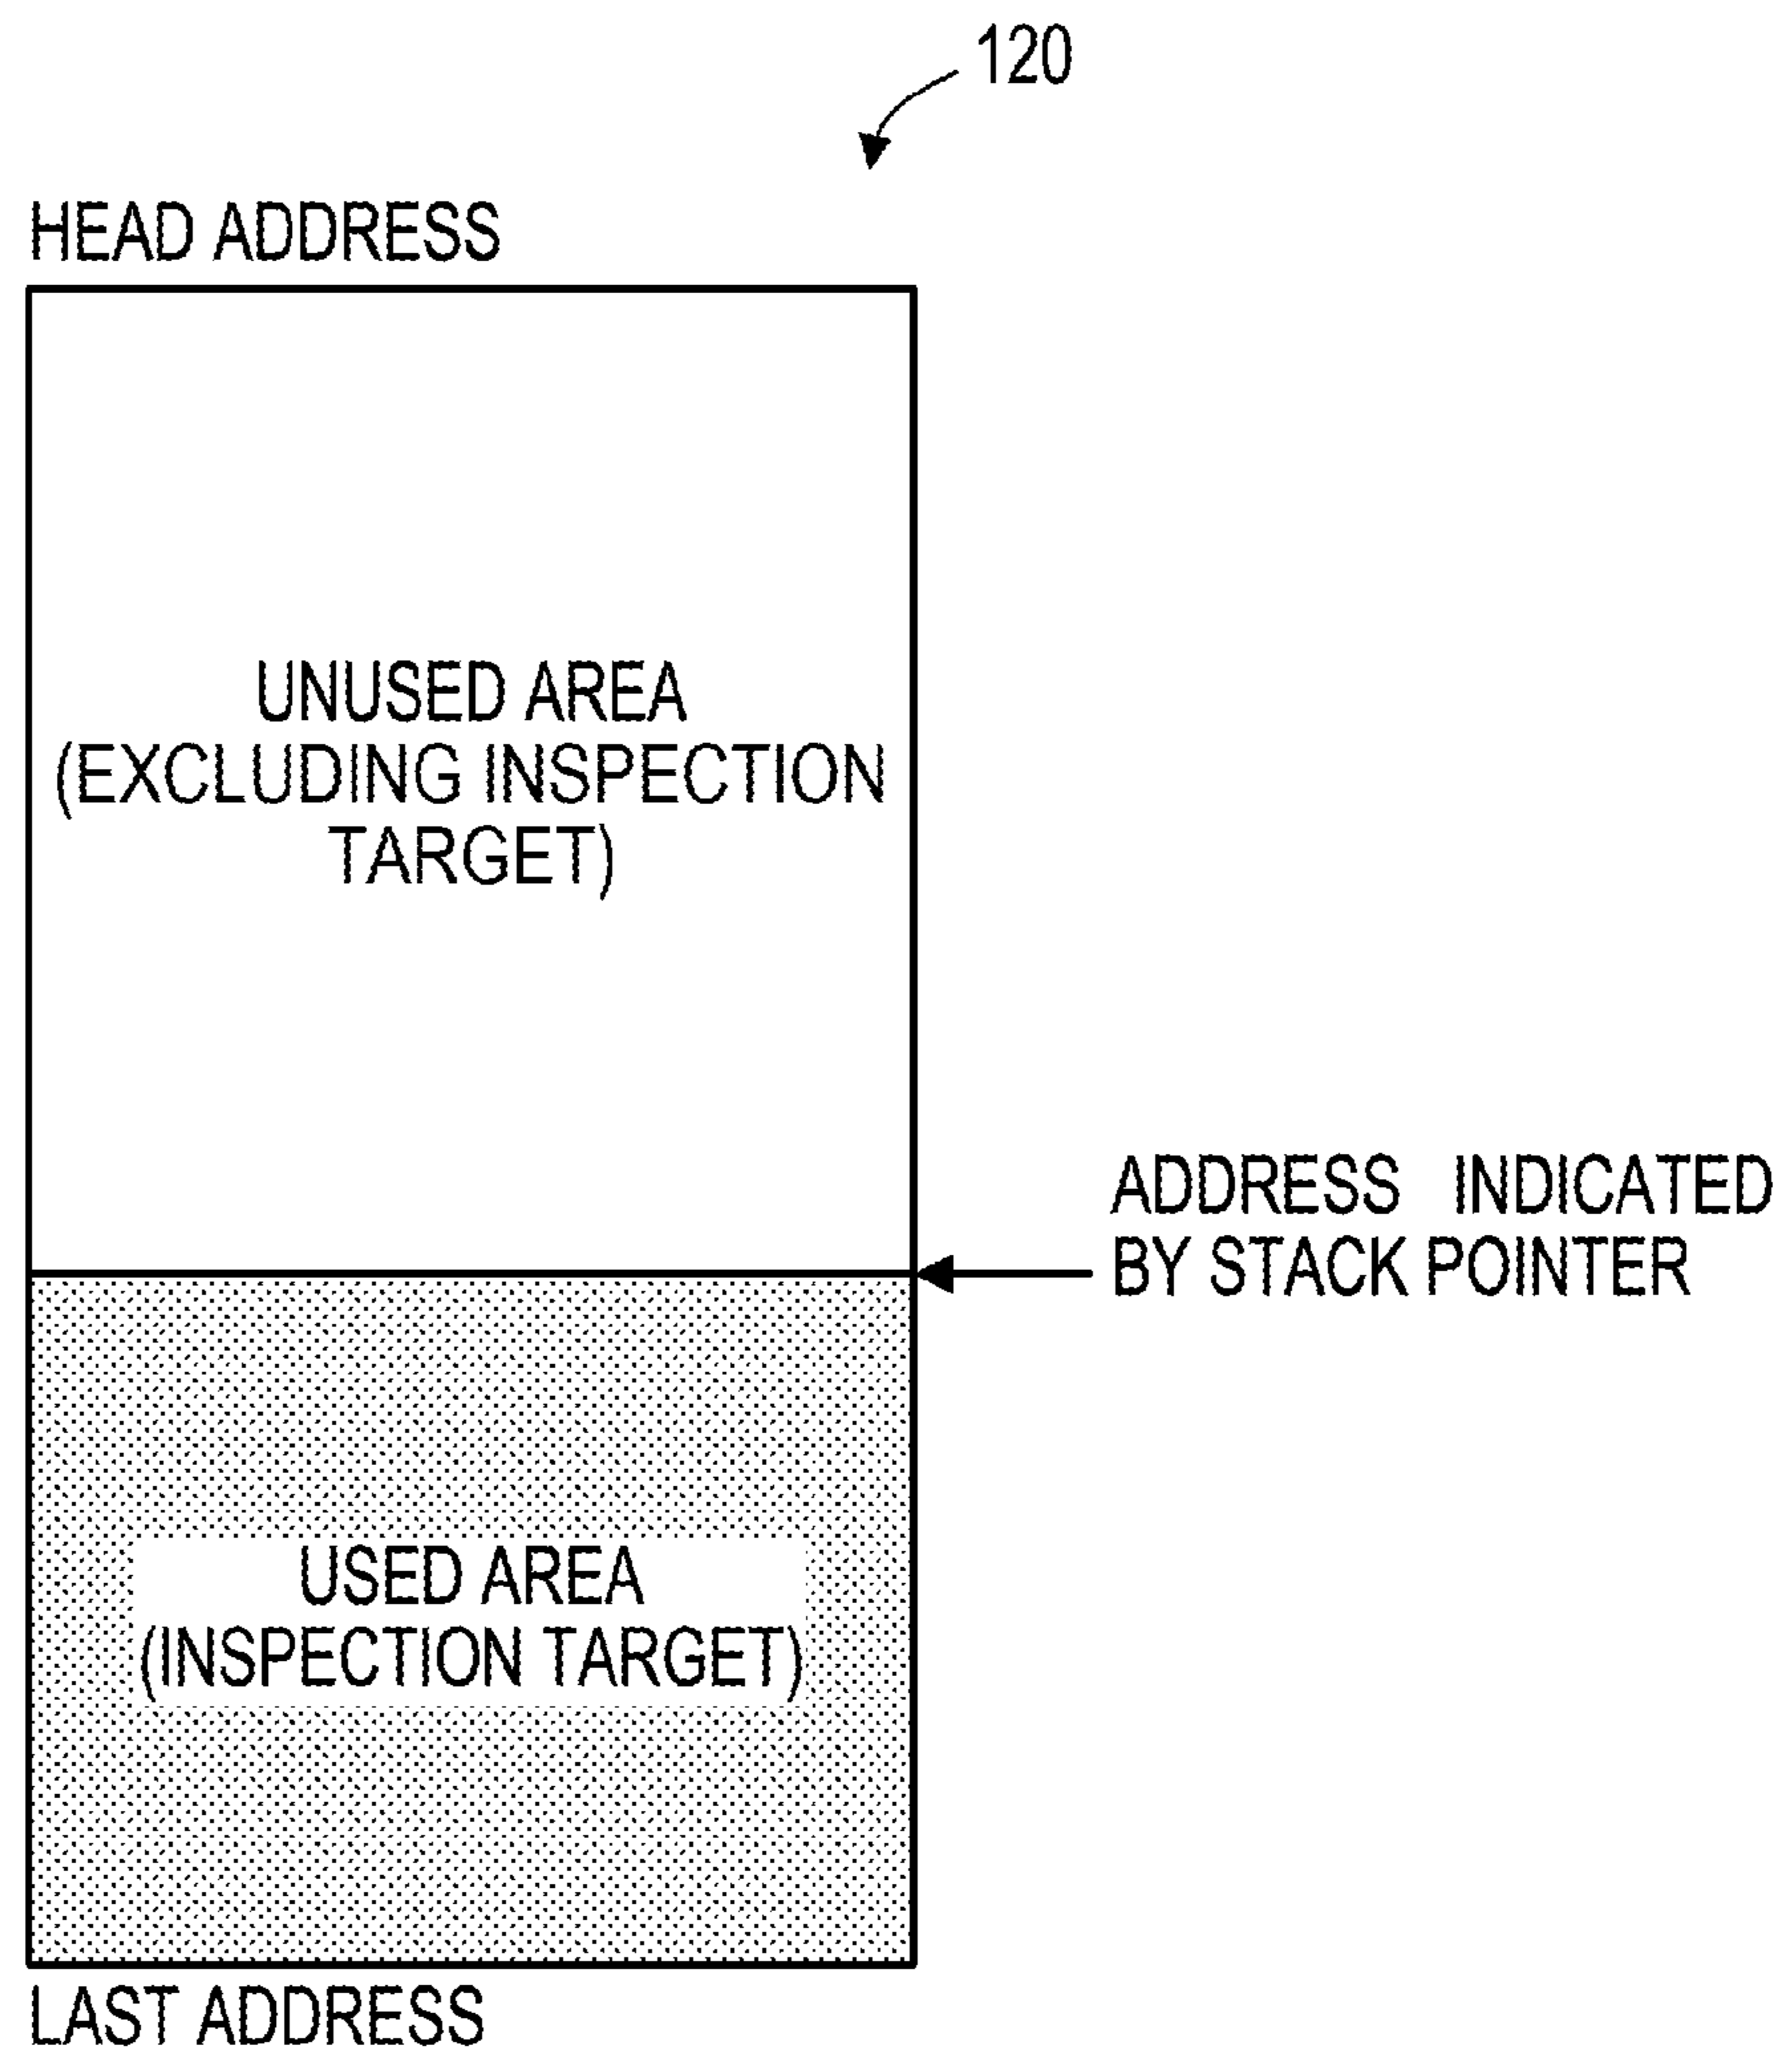 120
HEAD ADDRESS
UNUSED AREA
(EXCLUDING INSPECTION
TARGET)
ADDRESS INDICATED
BY STACK POINTER
USED AREA
(INSPECTION TARGET)
LAST ADDRESS